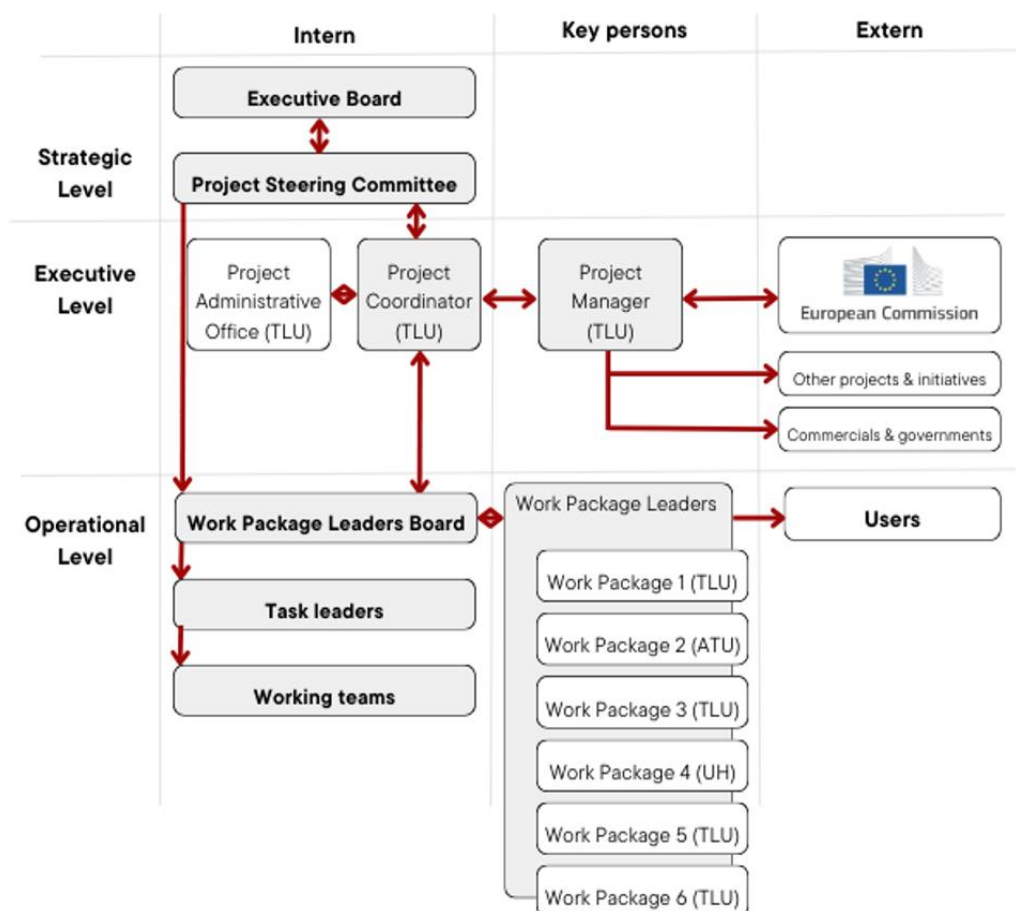 Intern
Key persons
Extern
Executive Board
Strategic
Level
Project Steering Committee
Executive
Level
Project
Administrative
Office (TLU)
Project
Coordinator
(TLU)
Project
Manager
(TLU)
European Commission
Other projects & initiatives
Commercials & governments
Operational
Level
Work Package Leaders Board
Work Package Leaders
Users
Work Package 1 (TLU)
Task leaders
Work Package 2 (ATU)
Working teams
Work Package 3 (TLU)
Work Package 4 (UH)
Work Package 5 (TLU)
Work Package 6 (TLU)